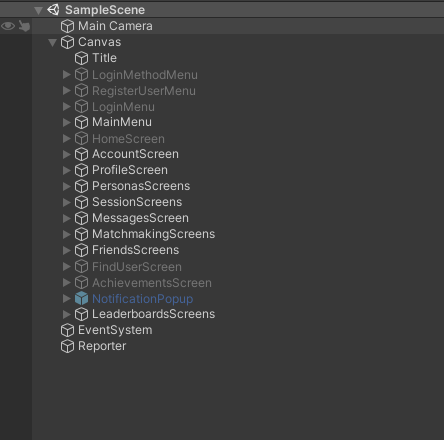 SampleScene
Main Camera
Canvas
Title
LoginMethodMenu
RegisterUserMenu
LoginMenu
MainMenu
HomeScreen
AccountScreen
ProfileScreen
PersonasScreens
SessionScreens
MessagesScreen
MatchmakingScreens
FriendsScreens
FindUserScreen
AchievementsScreen
NotificationPopup
LeaderboardsScreens
EventSystem
Reporter